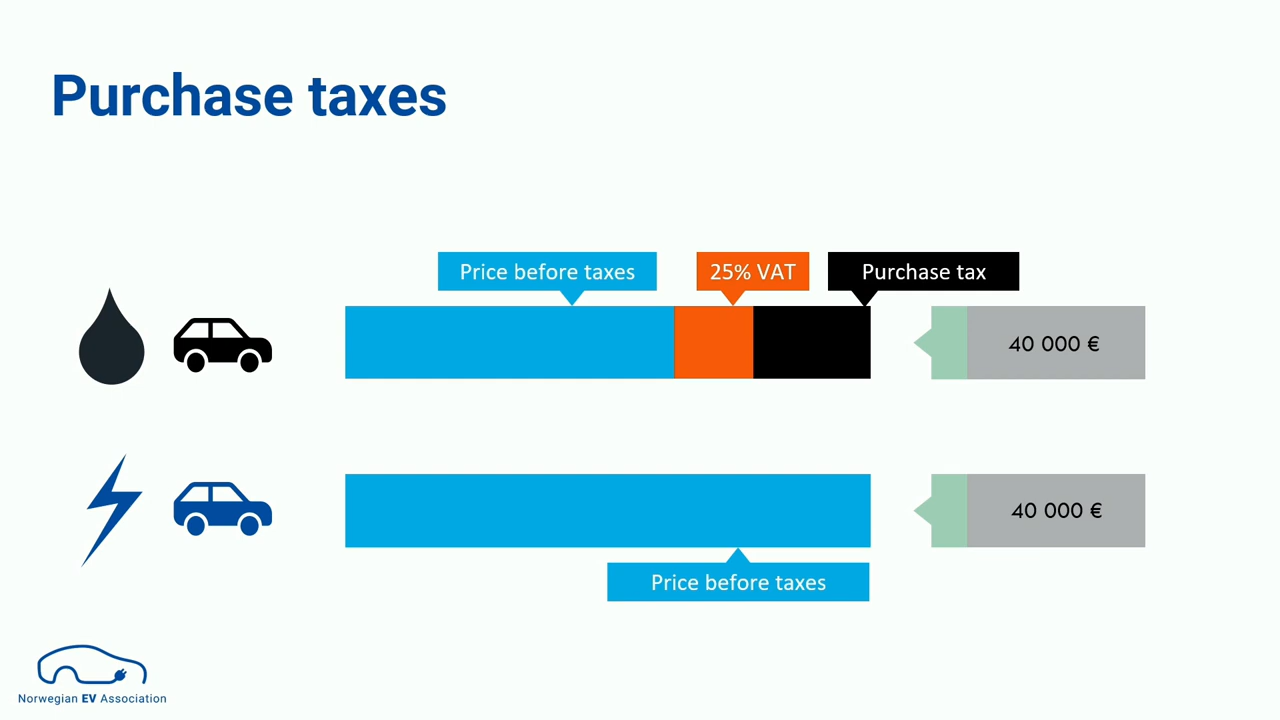 Purchase taxes
Price before taxes
25% VAT
Purchase tax
40 000 €
40 000 €
Price before taxes
Norwegian EV Association